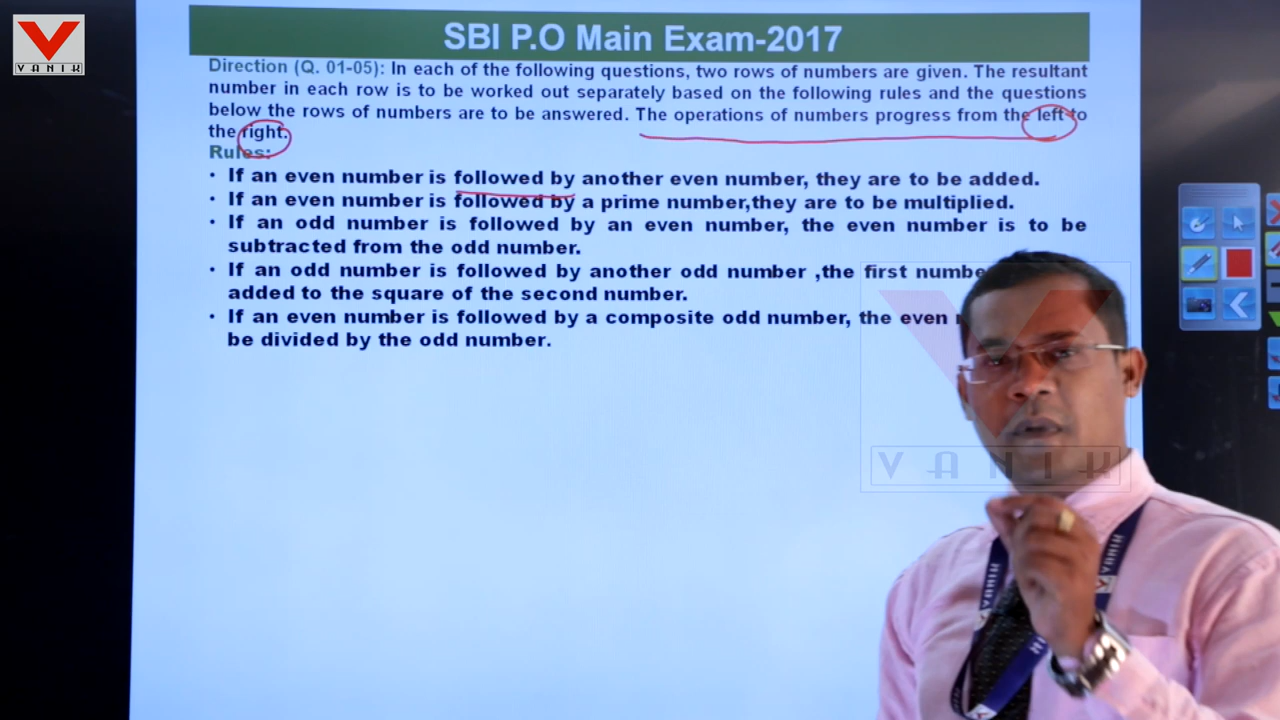 VANIK
SBI P.O Main Exam-2017
Direction (Q. 01-05): In each of the following questions, two rows of numbers are given. The resultant
number in each row is to be worked out separately based on the following rules and the questions
below the rows of numbers are to be answered. The operations of numbers progress from the left to
the right.
Rules:
• If an even number is followed by another even number, they are to be added.
• If an even number is followed by a prime number,they are to be multiplied.
• If an odd number is followed by an even number, the even number is to be
subtracted from the odd number.
• If an odd number is followed by another odd number ,the first
added to the square of the second number.
• If an even number is followed by a composite odd number, the even
be divided by the odd number.
VANIK
VANIK
VANIK